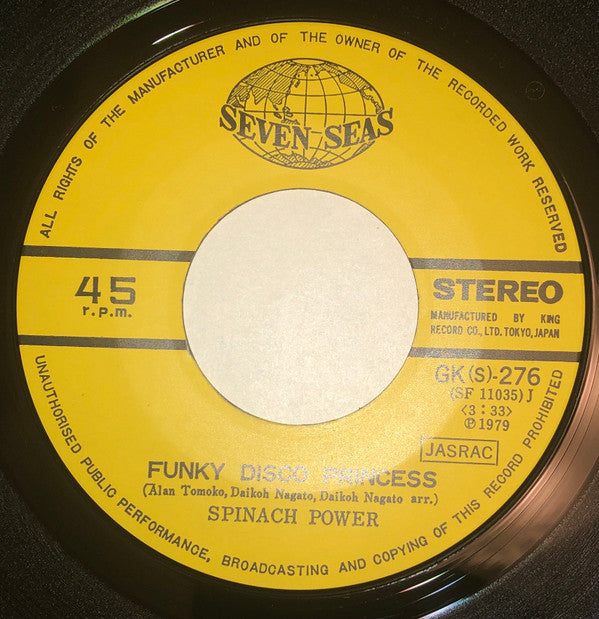 ALL RIGHTS OF THE MANUFACTURER AND OF THE OWNER OF THE RECORDED WORK RESERVED
SEVEN SEAS
45
r.p.m.
STEREO
MANUFACTURED BY KING
RECORD CO., LTD. TOKYO, JAPAN
GK(S)-276
(SF 11035) J
<3:33>
Ⓟ1979
JASRAC
FUNKY DISCO PRINCESS
(Alan Tomoko, Daikoh Nagato, Daikoh Nagato arr.)
SPINACH POWER
UNAUTHORISED PUBLIC PERFORMANCE, BROADCASTING AND COPYING OF THIS RECORD PROHIBITED